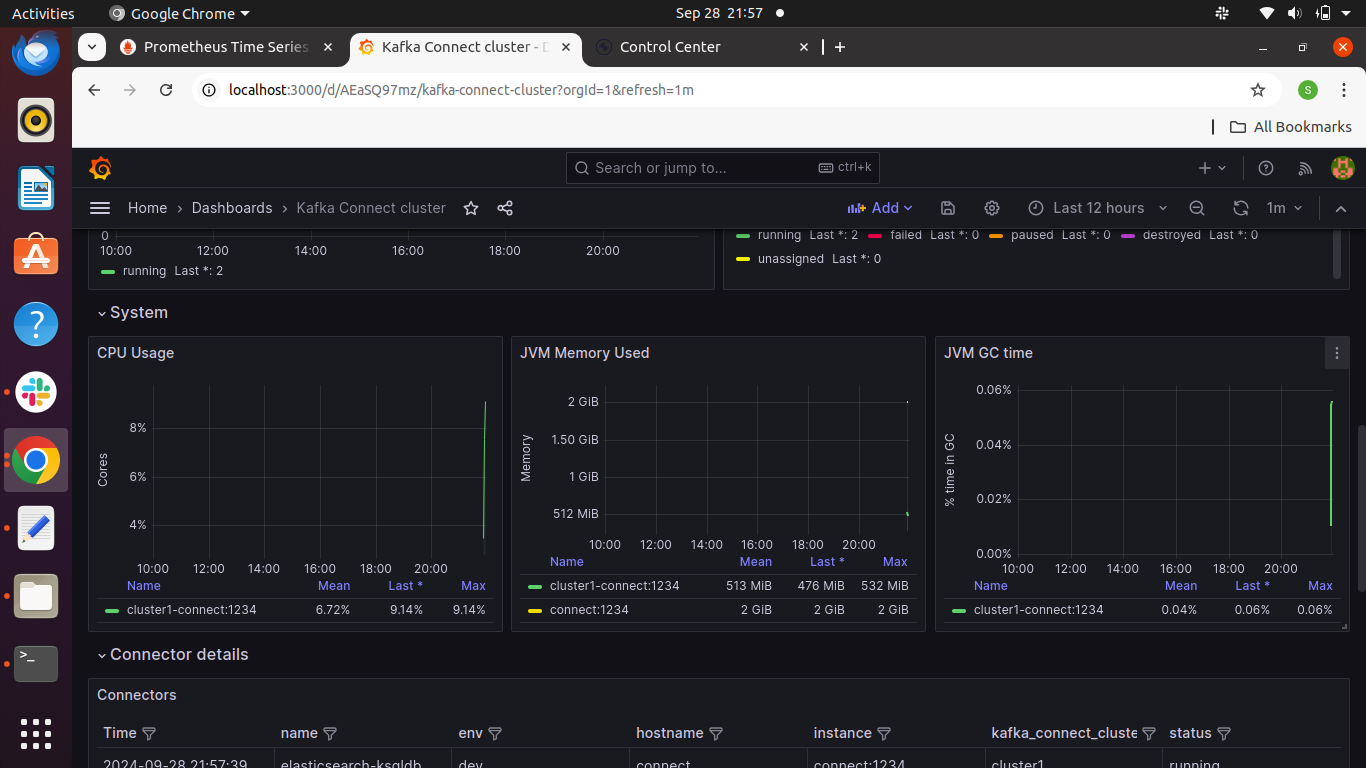 Activities Google Chrome Sep 28 21:57
Prometheus Time Series Kafka Connect cluster - D Control Center
localhost:3000/d/AEaSQ97mz/kafka-connect-cluster?orgId=1&refresh=1m S
All Bookmarks
Search or jump to... ctrl+k
Home › Dashboards › Kafka Connect cluster Add Last 12 hours 1m
0
10:00 12:00 14:00 16:00 18:00 20:00
running Last *: 2
running Last *: 2 failed Last *: 0 paused Last *: 0 destroyed Last *: 0
unassigned Last *: 0
System
CPU Usage
Cores
8%
6%
4%
10:00 12:00 14:00 16:00 18:00 20:00
Name Mean Last * Max
cluster1-connect:1234 6.72% 9.14% 9.14%
JVM Memory Used
Memory
2 GiB
1.50 GiB
1 GiB
512 MiB
10:00 12:00 14:00 16:00 18:00 20:00
Name Mean Last * Max
cluster1-connect:1234 513 MiB 476 MiB 532 MiB
connect:1234 2 GiB 2 GiB 2 GiB
JVM GC time
% time in GC
0.06%
0.04%
0.02%
0.00%
10:00 12:00 14:00 16:00 18:00 20:00
Name Mean Last * Max
cluster1-connect:1234 0.04% 0.06% 0.06%
Connector details
Connectors
Time name env hostname instance kafka_connect_cluste status
2024-09-28 21:57:39 elasticsearch-ksqldb dev connect connect:1234 cluster1 running